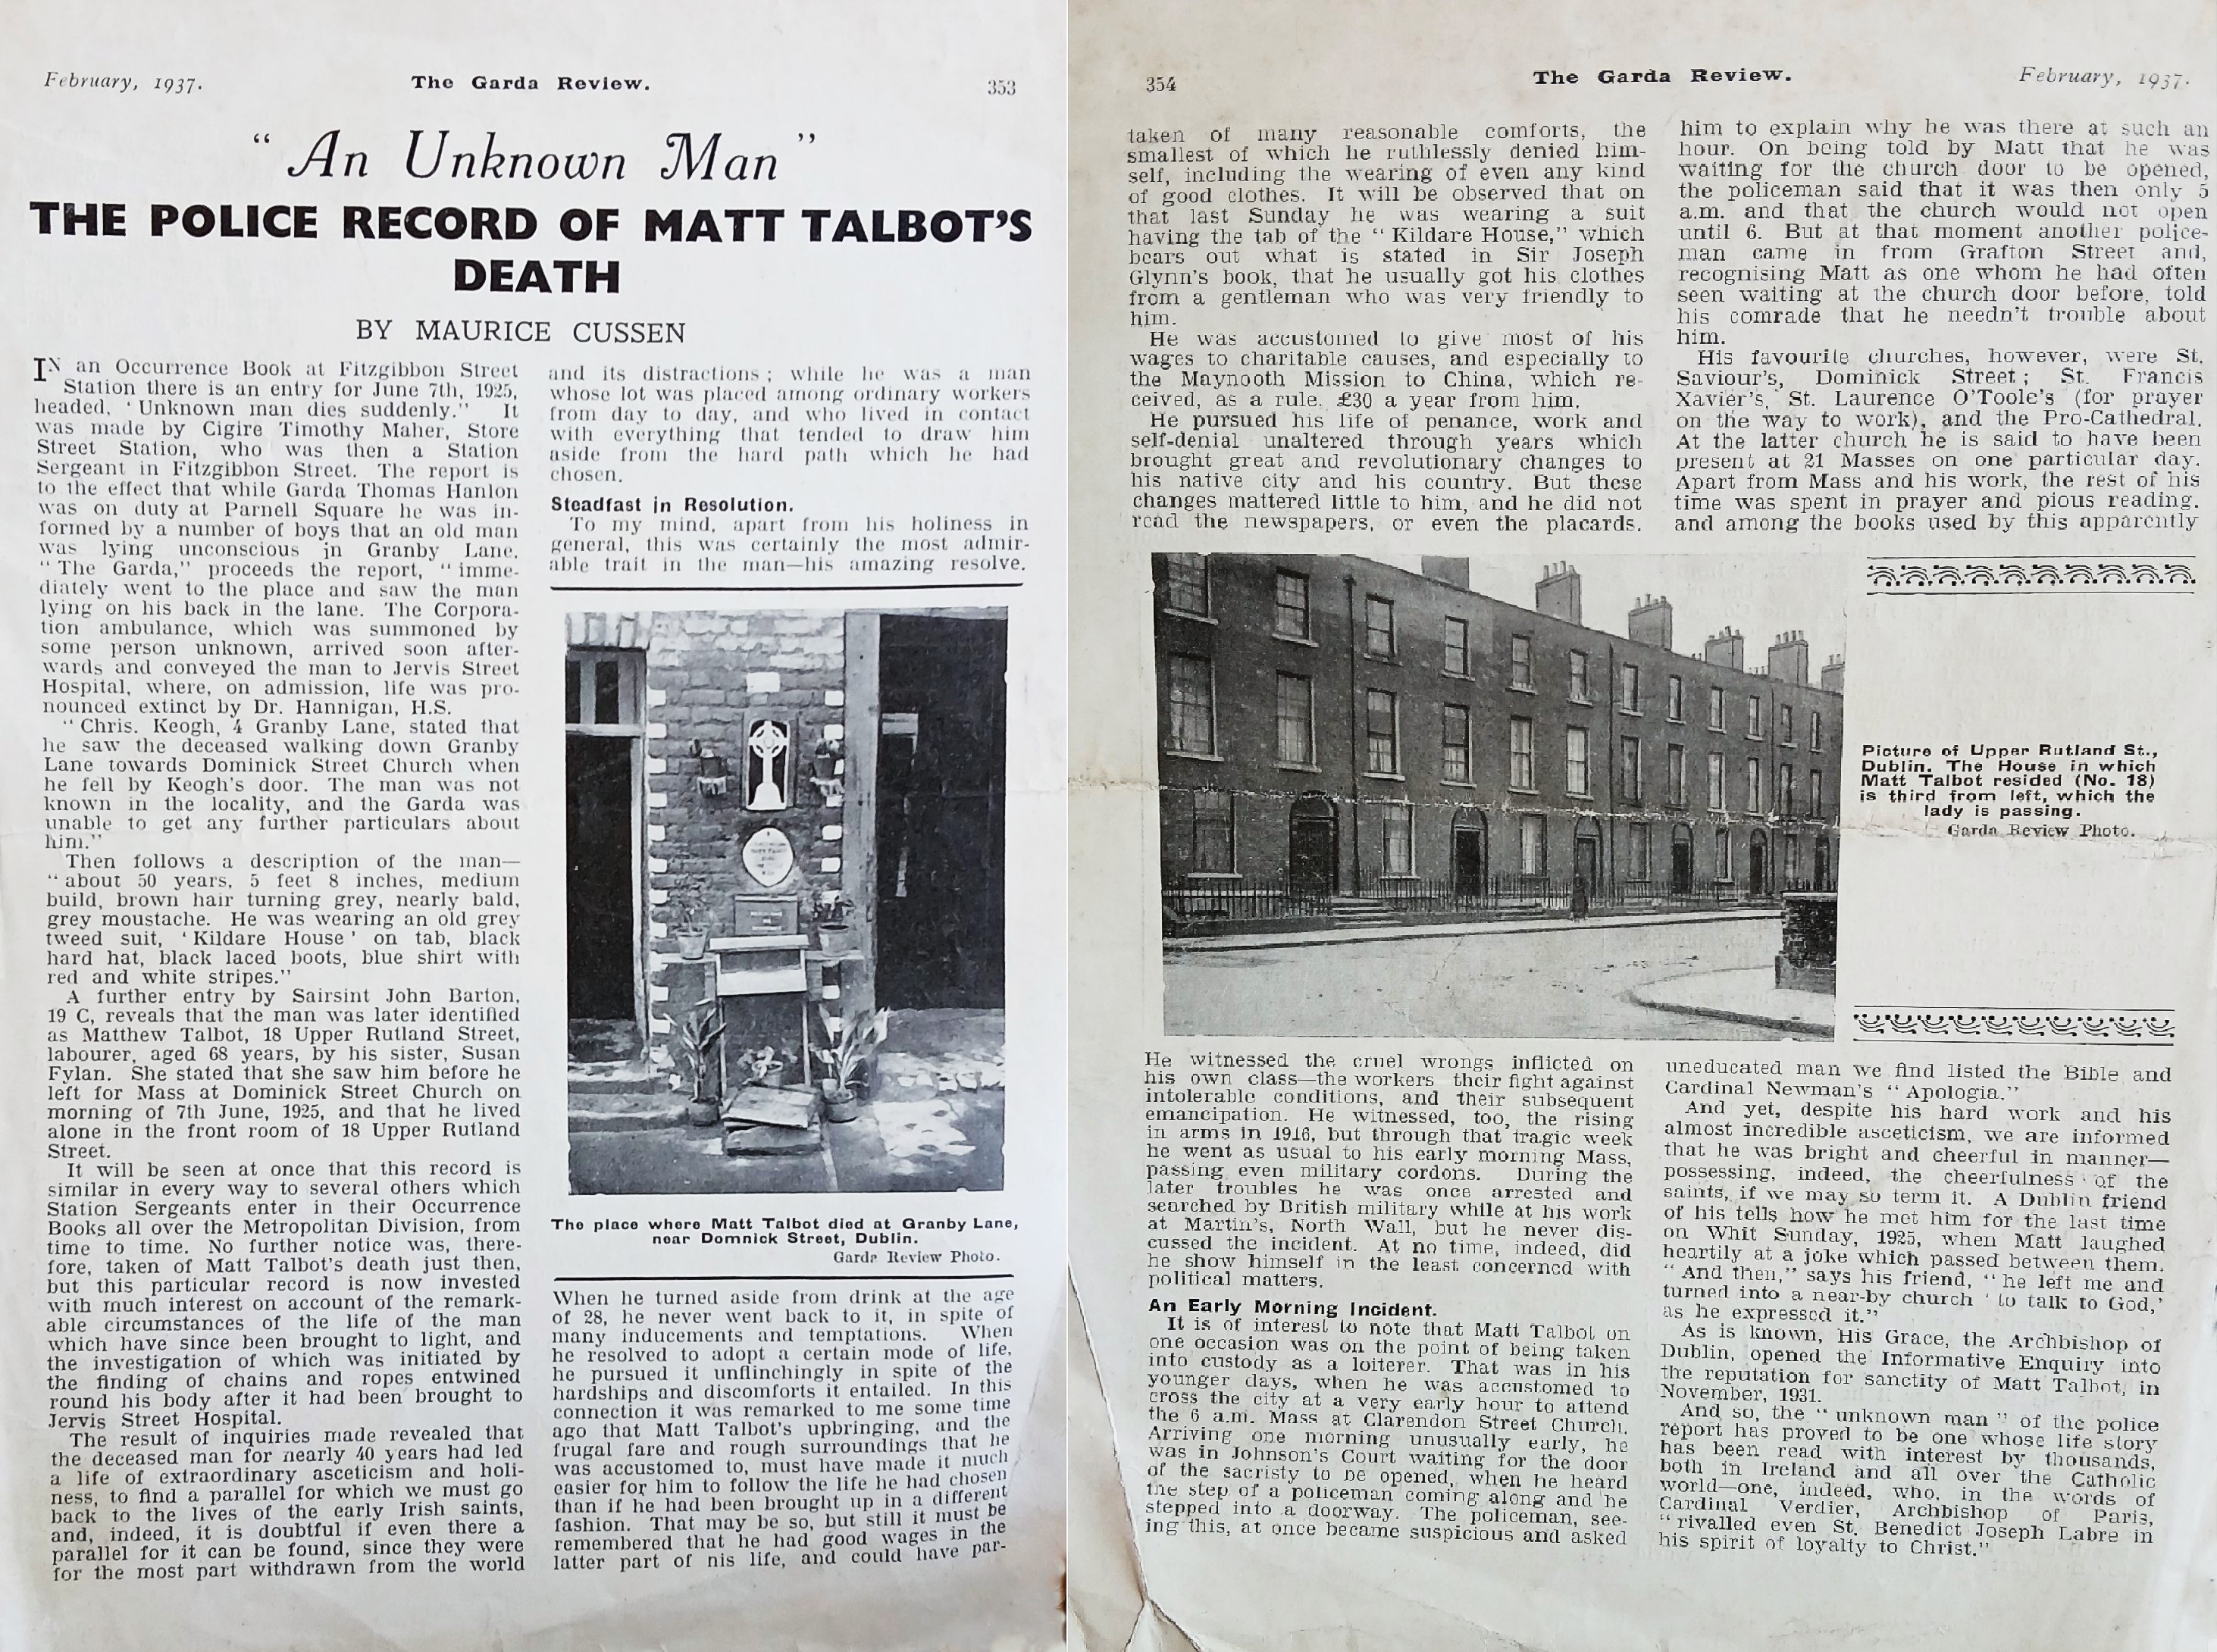 February, 1937.
The Garda Review.
353
“ An Unknown Man ”
THE POLICE RECORD OF MATT TALBOT'S
DEATH
BY MAURICE CUSSEN
IN an Occurrence Book at Fitzgibbon Street
Station there is an entry for June 7th, 1925,
headed, ‘ Unknown man dies suddenly.” It
was made by Cigire Timothy Maher, Store
Street Station, who was then a Station
Sergeant in Fitzgibbon Street. The report is
to the effect that while Garda Thomas Hanlon
was on duty at Parnell Square he was in-
formed by a number of boys that an old man
was lying unconscious in Granby Lane.
“ The Garda,” proceeds the report, “ imme-
diately went to the place and saw the man
lying on his back in the lane. The Corpora-
tion ambulance, which was summoned by
some person unknown, arrived soon after-
wards and conveyed the man to Jervis Street
Hospital, where, on admission, life was pro-
nounced extinct by Dr. Hannigan, H.S.
“ Chris. Keogh, 4 Granby Lane, stated that
he saw the deceased walking down Granby
Lane towards Dominick Street Church when
he fell by Keogh's door. The man was not
known in the locality, and the Garda was
unable to get any further particulars about
him.”
Then follows a description of the man—
“ about 50 years, 5 feet 8 inches, medium
build, brown hair turning grey, nearly bald,
grey moustache. He was wearing an old grey
tweed suit, ‘ Kildare House ’ on tab, black
hard hat, black laced boots, blue shirt with
red and white stripes.”
A further entry by Sairsint John Barton,
19 C, reveals that the man was later identified
as Matthew Talbot, 18 Upper Rutland Street,
labourer, aged 68 years, by his sister, Susan
Fylan. She stated that she saw him before he
left for Mass at Dominick Street Church on
morning of 7th June, 1925, and that he lived
alone in the front room of 18 Upper Rutland
Street.
It will be seen at once that this record is
similar in every way to several others which
Station Sergeants enter in their Occurrence
Books all over the Metropolitan Division, from
time to time. No further notice was, there-
fore, taken of Matt Talbot's death just then,
but this particular record is now invested
with much interest on account of the remark-
able circumstances of the life of the man
which have since been brought to light, and
the investigation of which was initiated by
the finding of chains and ropes entwined
round his body after it had been brought to
Jervis Street Hospital.
The result of inquiries made revealed that
the deceased man for nearly 40 years had led
a life of extraordinary asceticism and holi-
ness, to find a parallel for which we must go
back to the lives of the early Irish saints,
and, indeed, it is doubtful if even there a
parallel for it can be found, since they were
for the most part withdrawn from the world
and its distractions ; while he was a man
whose lot was placed among ordinary workers
from day to day, and who lived in contact
with everything that tended to draw him
aside from the hard path which he had
chosen.
Steadfast in Resolution.
To my mind, apart from his holiness in
general, this was certainly the most admir-
able trait in the man—his amazing resolve.
The place where Matt Talbot died at Granby Lane,
near Domnick Street, Dublin.
Garda Review Photo.
When he turned aside from drink at the age
of 28, he never went back to it, in spite of
many inducements and temptations. When
he resolved to adopt a certain mode of life,
he pursued it unflinchingly in spite of the
hardships and discomforts it entailed. In this
connection it was remarked to me some time
ago that Matt Talbot's upbringing, and the
frugal fare and rough surroundings that he
was accustomed to, must have made it much
easier for him to follow the life he had chosen
than if he had been brought up in a different
fashion. That may be so, but still it must be
remembered that he had good wages in the
latter part of his life, and could have par-
354
The Garda Review.
February, 1937.
taken of many reasonable comforts, the
smallest of which he ruthlessly denied him-
self, including the wearing of even any kind
of good clothes. It will be observed that on
that last Sunday he was wearing a suit
having the tab of the “ Kildare House,” which
bears out what is stated in Sir Joseph
Glynn's book, that he usually got his clothes
from a gentleman who was very friendly to
him.
He was accustomed to give most of his
wages to charitable causes, and especially to
the Maynooth Mission to China, which re-
ceived, as a rule, £30 a year from him.
He pursued his life of penance, work and
self-denial unaltered through years which
brought great and revolutionary changes to
his native city and his country. But these
changes mattered little to him, and he did not
read the newspapers, or even the placards.
him to explain why he was there at such an
hour. On being told by Matt that he was
waiting for the church door to be opened,
the policeman said that it was then only 5
a.m. and that the church would not open
until 6. But at that moment another police-
man came in from Grafton Street and,
recognising Matt as one whom he had often
seen waiting at the church door before, told
his comrade that he needn't trouble about
him.
His favourite churches, however, were St.
Saviour's, Dominick Street ; St. Francis
Xavier's, St. Laurence O'Toole's (for prayer
on the way to work), and the Pro-Cathedral.
At the latter church he is said to have been
present at 21 Masses on one particular day.
Apart from Mass and his work, the rest of his
time was spent in prayer and pious reading.
and among the books used by this apparently
Picture of Upper Rutland St.,
Dublin. The House in which
Matt Talbot resided (No. 18)
is third from left, which the
lady is passing.
Garda Review Photo.
He witnessed the cruel wrongs inflicted on
his own class—the workers their fight against
intolerable conditions, and their subsequent
emancipation. He witnessed, too, the rising
in arms in 1916, but through that tragic week
he went as usual to his early morning Mass,
passing even military cordons. During the
later troubles he was once arrested and
searched by British military while at his work
at Martin's, North Wall, but he never dis-
cussed the incident. At no time, indeed, did
he show himself in the least concerned with
political matters.
An Early Morning Incident.
It is of interest to note that Matt Talbot on
one occasion was on the point of being taken
into custody as a loiterer. That was in his
younger days, when he was accustomed to
cross the city at a very early hour to attend
the 6 a.m. Mass at Clarendon Street Church.
Arriving one morning unusually early, he
was in Johnson's Court waiting for the door
of the sacristy to be opened, when he heard
the step of a policeman coming along and he
stepped into a doorway. The policeman, see-
ing this, at once became suspicious and asked
uneducated man we find listed the Bible and
Cardinal Newman's “ Apologia.”
And yet, despite his hard work and his
almost incredible asceticism, we are informed
that he was bright and cheerful in manner—
possessing, indeed, the cheerfulness of the
saints, if we may so term it. A Dublin friend
of his tells how he met him for the last time
on Whit Sunday, 1925, when Matt laughed
heartily at a joke which passed between them.
“ And then,” says his friend, “ he left me and
turned into a near-by church ‘ to talk to God,’
as he expressed it.”
As is known, His Grace, the Archbishop of
Dublin, opened the Informative Enquiry into
the reputation for sanctity of Matt Talbot, in
November, 1931.
And so, the “ unknown man ” of the police
report has proved to be one whose life story
has been read with interest by thousands,
both in Ireland and all over the Catholic
world—one, indeed, who, in the words of
Cardinal Verdier, Archbishop of Paris,
“ rivalled even St. Benedict Joseph Labre in
his spirit of loyalty to Christ.”